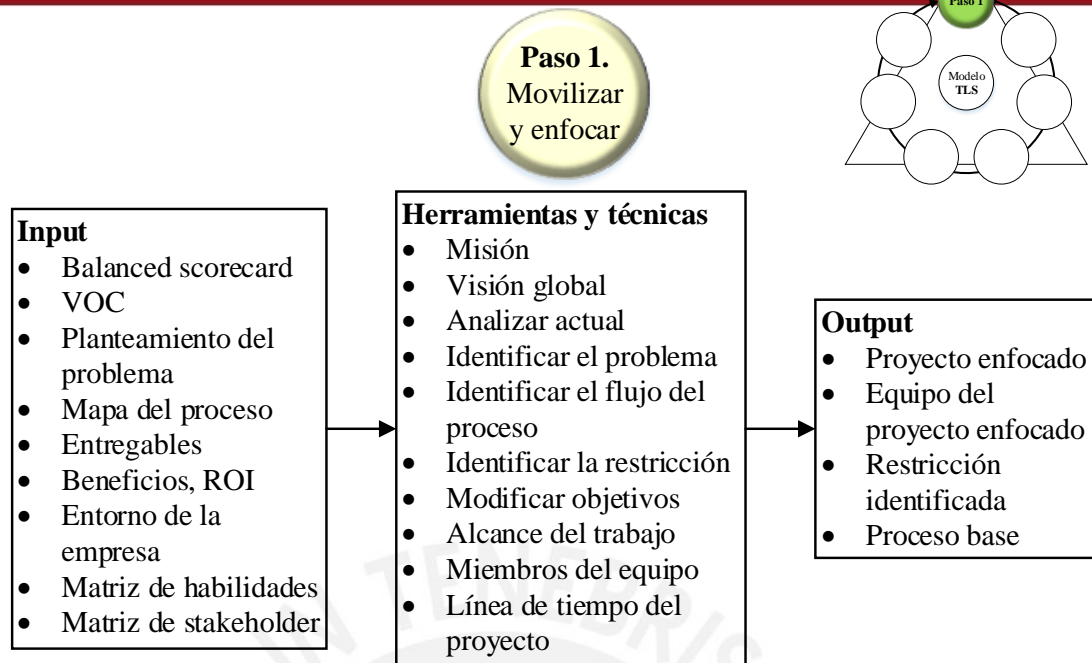 Paso 1
Paso 1.
Movilizar
y enfocar
Modelo
TLS
Input
• Balanced scorecard
• VOC
• Planteamiento del
problema
• Mapa del proceso
• Entregables
• Beneficios, ROI
• Entorno de la
empresa
• Matriz de habilidades
• Matriz de stakeholder
Herramientas y técnicas
• Misión
• Visión global
• Analizar actual
• Identificar el problema
• Identificar el flujo del
proceso
• Identificar la restricción
• Modificar objetivos
• Alcance del trabajo
• Miembros del equipo
• Línea de tiempo del
proyecto
Output
• Proyecto enfocado
• Equipo del
proyecto enfocado
• Restricción
identificada
• Proceso base
IN TENEBRIS